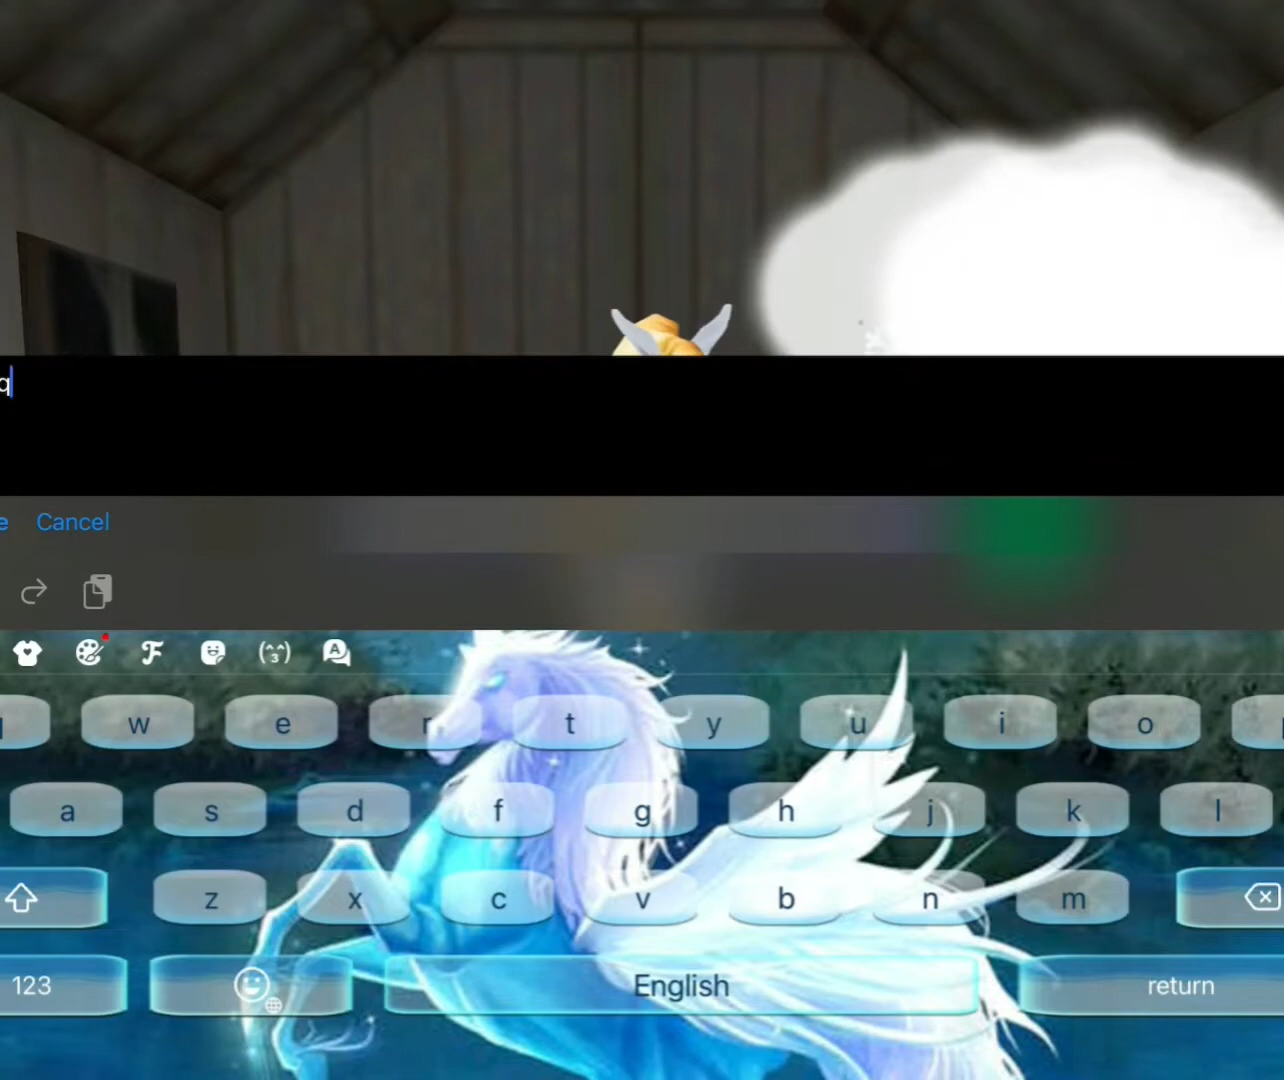 q
e Cancel
w e r t y u i o
a s d f g h j k l
z x c v b n m
123 English return